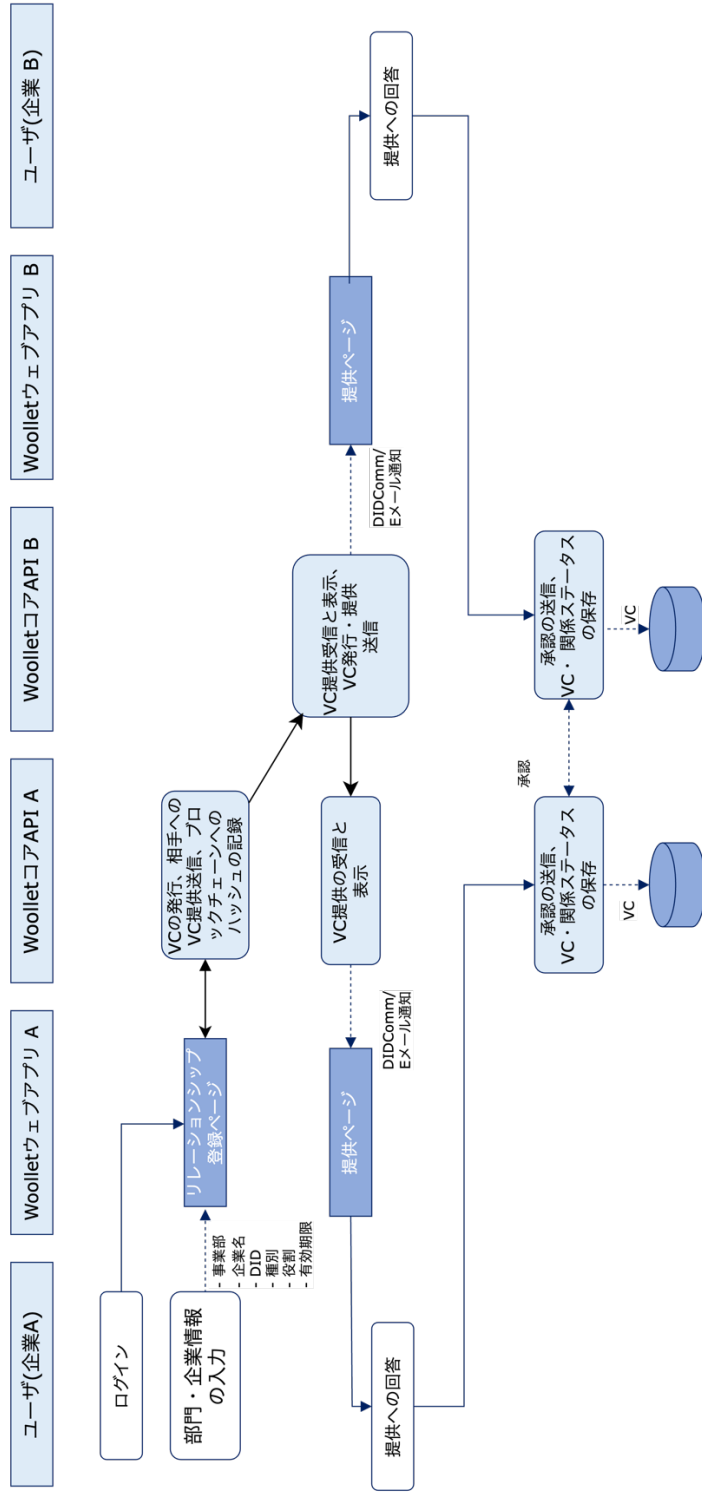 ユーザ(企業A)
Woolletウェブアプリ A
WoolletコアAPI A
WoolletコアAPI B
Woolletウェブアプリ B
ユーザ(企業 B)
ログイン
部門・企業情報
の入力
- 事業部
- 企業名
- DID
- 種別
- 役割
- 有効期限
リレーションシップ
登録ページ
VCの発行、相手への
VC提供送信、ブロ
ックチェーンへの
ハッシュの記録
VC提供受信と表示、
VC発行・提供
送信
DIDComm/
Eメール通知
提供ページ
提供への回答
VC提供の受信と
表示
DIDComm/
Eメール通知
提供ページ
提供への回答
承認の送信、
VC・関係ステータス
の保存
承認
承認の送信、
VC・ 関係ステータス
の保存
VC
VC